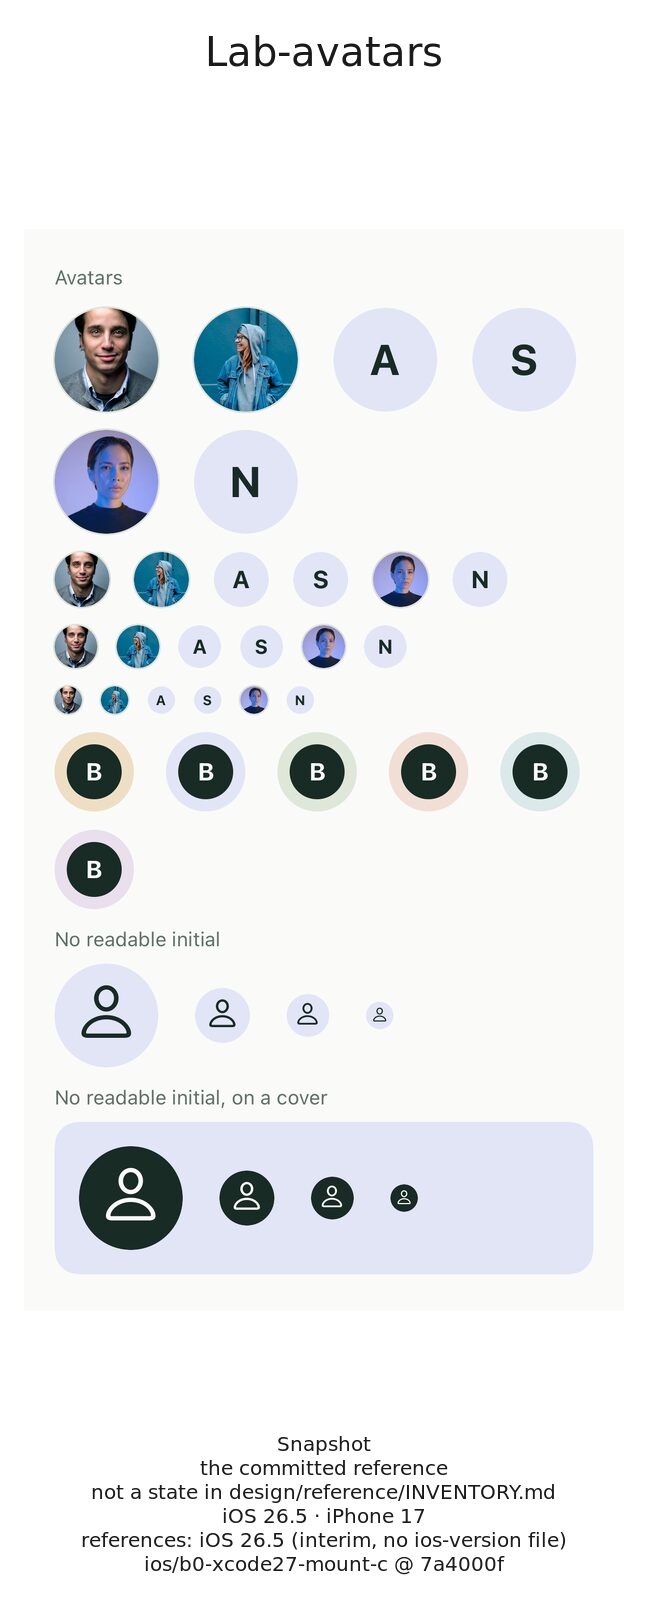 Lab-avatars
Avatars
A S
N
A S N
A S N
A S N
B B B B B
B
No readable initial
No readable initial, on a cover
Snapshot
the committed reference
not a state in design/reference/INVENTORY.md
iOS 26.5 · iPhone 17
references: iOS 26.5 (interim, no ios-version file)
ios/b0-xcode27-mount-c @ 7a4000f